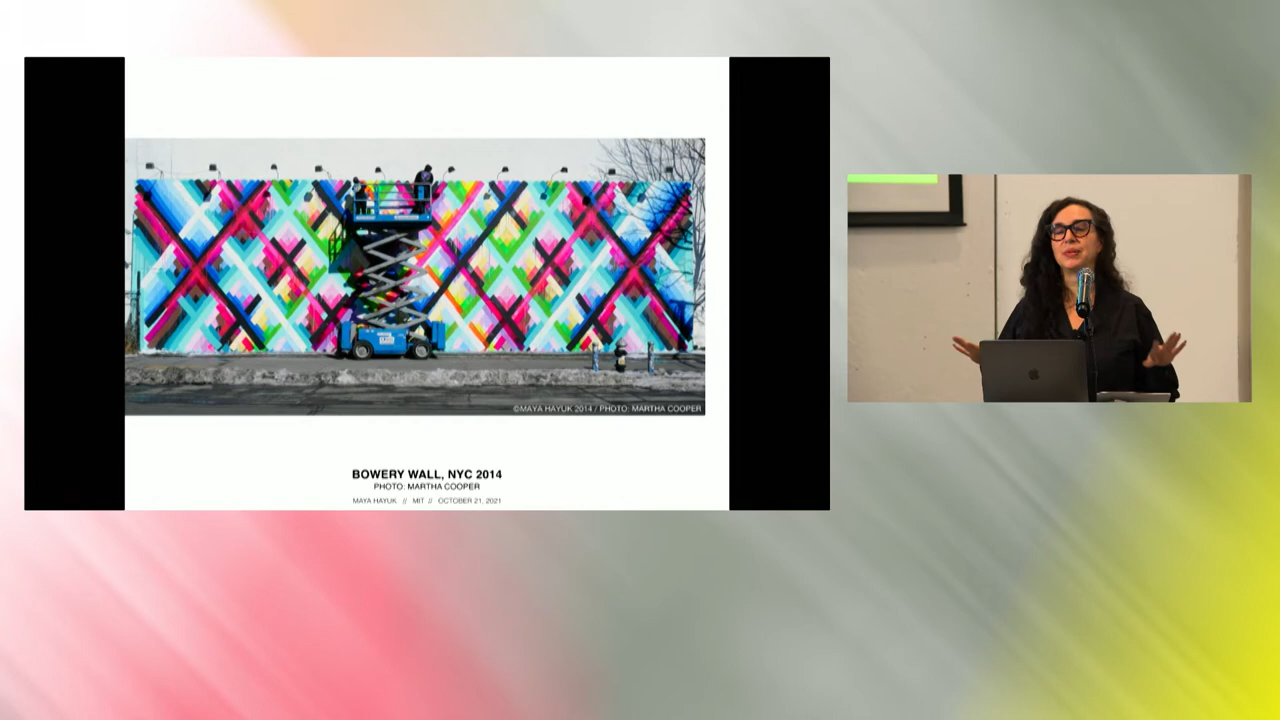 ©MAYA HAYUK 2014 / PHOTO: MARTHA COOPER
BOWERY WALL, NYC 2014
PHOTO: MARTHA COOPER
MAYA HAYUK // MIT // OCTOBER 21, 2021